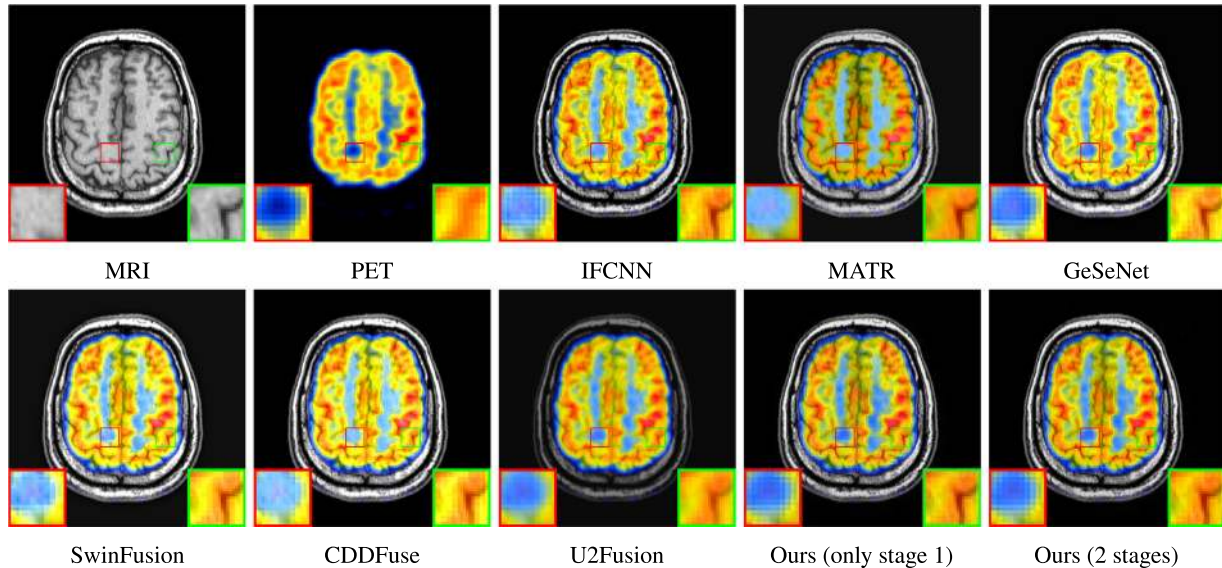 MRI PET IFCNN MATR GeSeNet
SwinFusion CDDFuse U2Fusion Ours (only stage 1) Ours (2 stages)